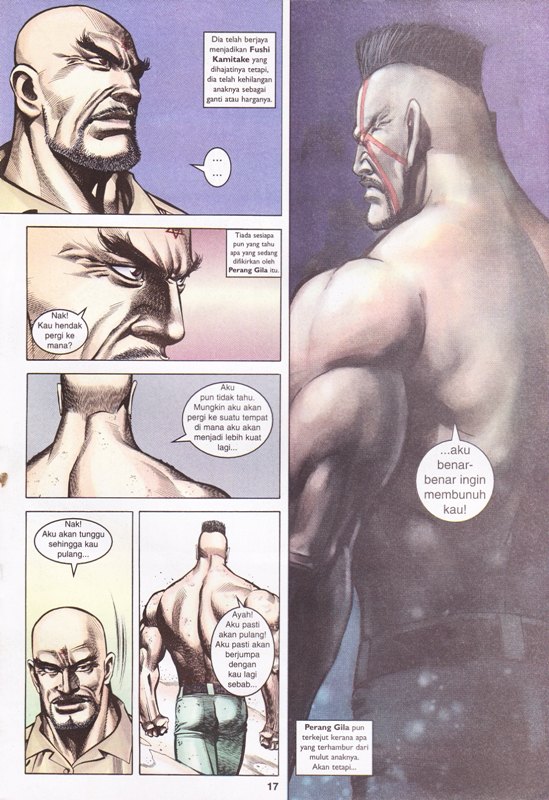 Dia telah berjaya
menjadikan Fushi
Kamitake yang
dihajatinya tetapi,
dia telah kehilangan
anaknya sebagai
ganti atau harganya.
...
...
Tiada sesiapa
pun yang tahu
apa yang sedang
difikirkan oleh
Perang Gila itu.
Nak!
Kau hendak
pergi ke
mana?
Aku
pun tidak tahu.
Mungkin aku akan
pergi ke suatu tempat
di mana aku akan
menjadi lebih kuat
lagi...
Nak!
Aku akan tunggu
sehingga kau
pulang...
Ayah!
Aku pasti
akan pulang!
Aku pasti akan
berjumpa
dengan
kau lagi
sebab...
...aku
benar-
benar ingin
membunuh
kau!
Perang Gila pun
terkejut kerana apa
yang terhambur dari
mulut anaknya.
Akan tetapi...
17